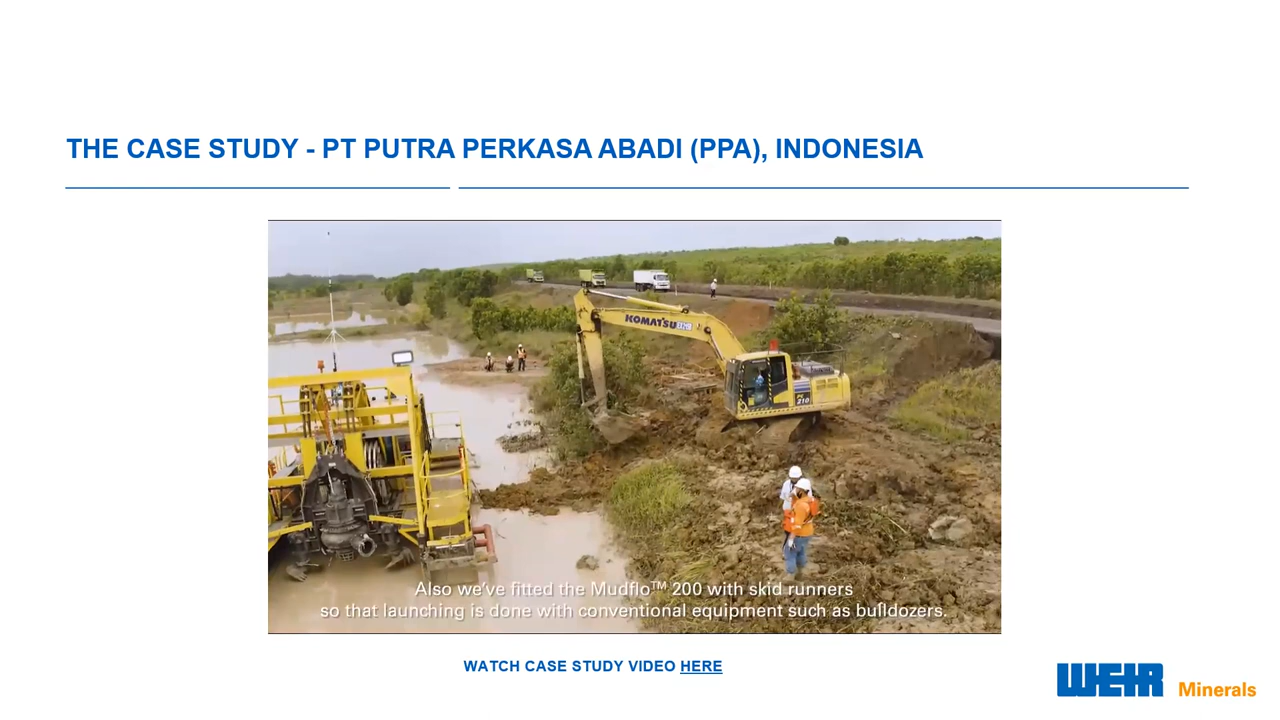 THE CASE STUDY - PT PUTRA PERKASA ABADI (PPA), INDONESIA
KOMATSU
210
Also we've fitted the Mudflo™ 200 with skid runners
so that launching is done with conventional equipment such as bulldozers.
WATCH CASE STUDY VIDEO HERE
WEIR
Minerals